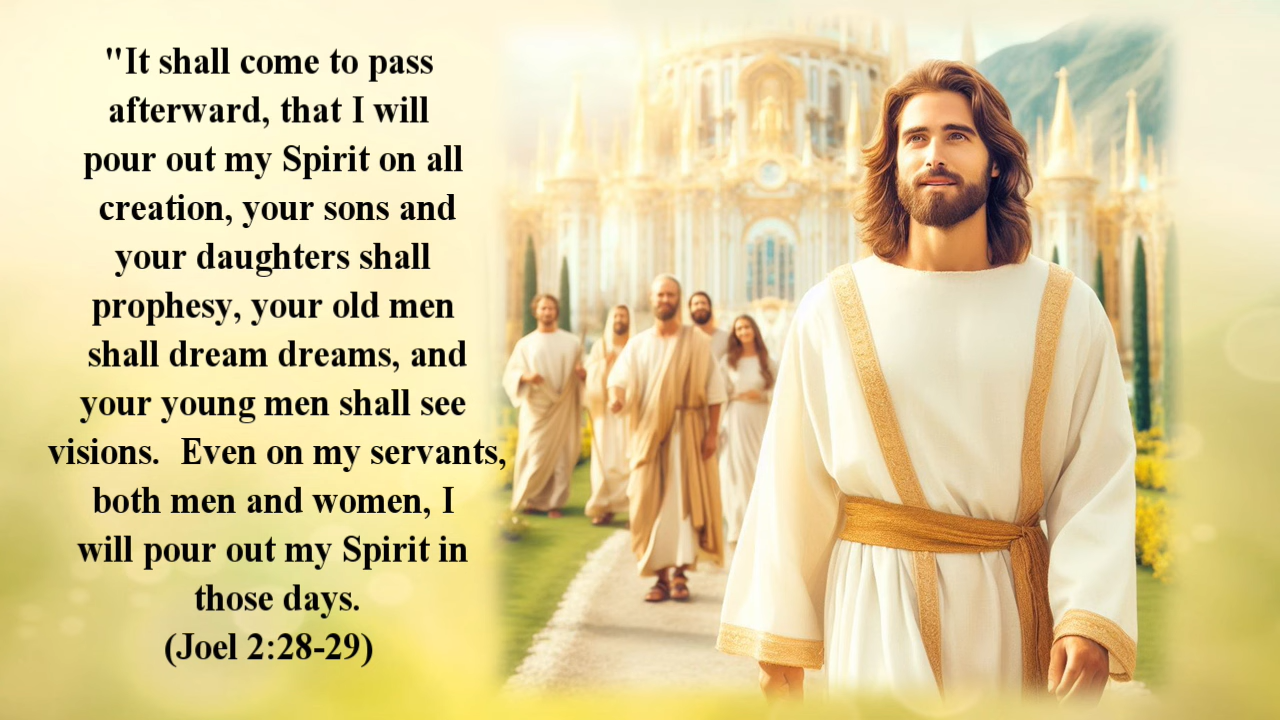 "It shall come to pass
afterward, that I will
pour out my Spirit on all
creation, your sons and
your daughters shall
prophesy, your old men
shall dream dreams, and
your young men shall see
visions.  Even on my servants,
both men and women, I
will pour out my Spirit in
those days.
(Joel 2:28-29)